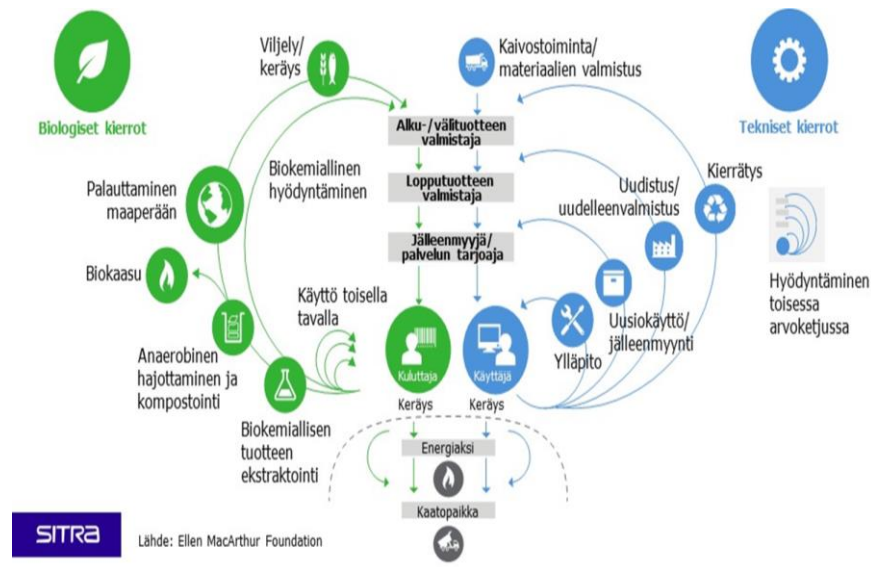 Biologiset kierrot
Viljely/
keräys
Kaivostoiminta/
materiaalien valmistus
Tekniset kierrot
Alku-/välituotteen
valmistaja
Lopputuotteen
valmistaja
Jälleenmyyjä/
palvelun tarjoaja
Biokemiallinen
hyödyntäminen
Palauttaminen
maaperään
Biokaasu
Käyttö toisella
tavalla
Anaerobinen
hajottaminen ja
kompostointi
Biokemiallisen
tuotteen
ekstraktointi
Kierrätys
Uudistus/
uudelleenvalmistus
Uusiokäyttö/
jälleenmyynti
Ylläpito
Hyödyntäminen
toisessa
arvoketjussa
Kuluttaja
Käyttäjä
Keräys
Keräys
Energiaksi
Kaatopaikka
SITRA
Lähde: Ellen MacArthur Foundation